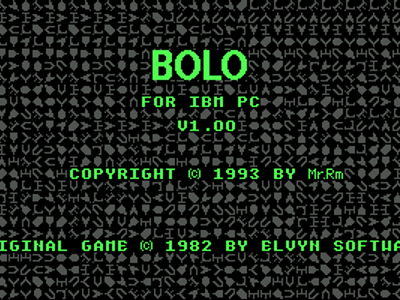 BOLO
FOR IBM PC
V1.00
COPYRIGHT © 1993 BY MrRm
IGINAL GAME © 1982 BY ELVYN SOFTWA